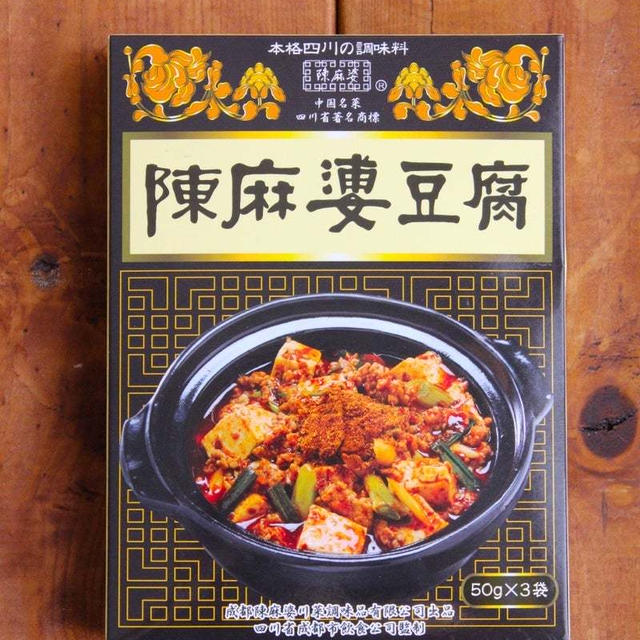 本格四川の調味料
陳麻婆
®
中国名菜
四川省著名商標
陳麻婆豆腐
50g×3袋
成都陳麻婆川菜調味品有限公司出品
四川省成都市飲食公司監制